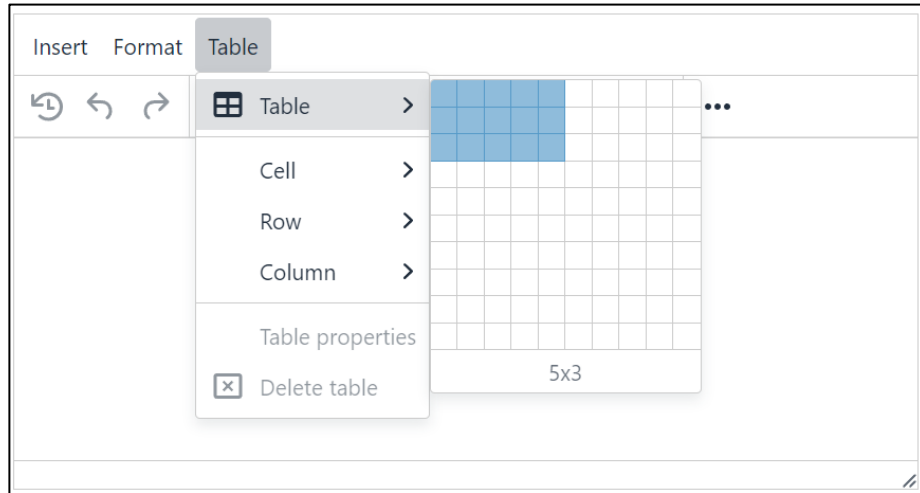 Insert Format Table
Table
Cell
Row
Column
Table properties
Delete table
5x3